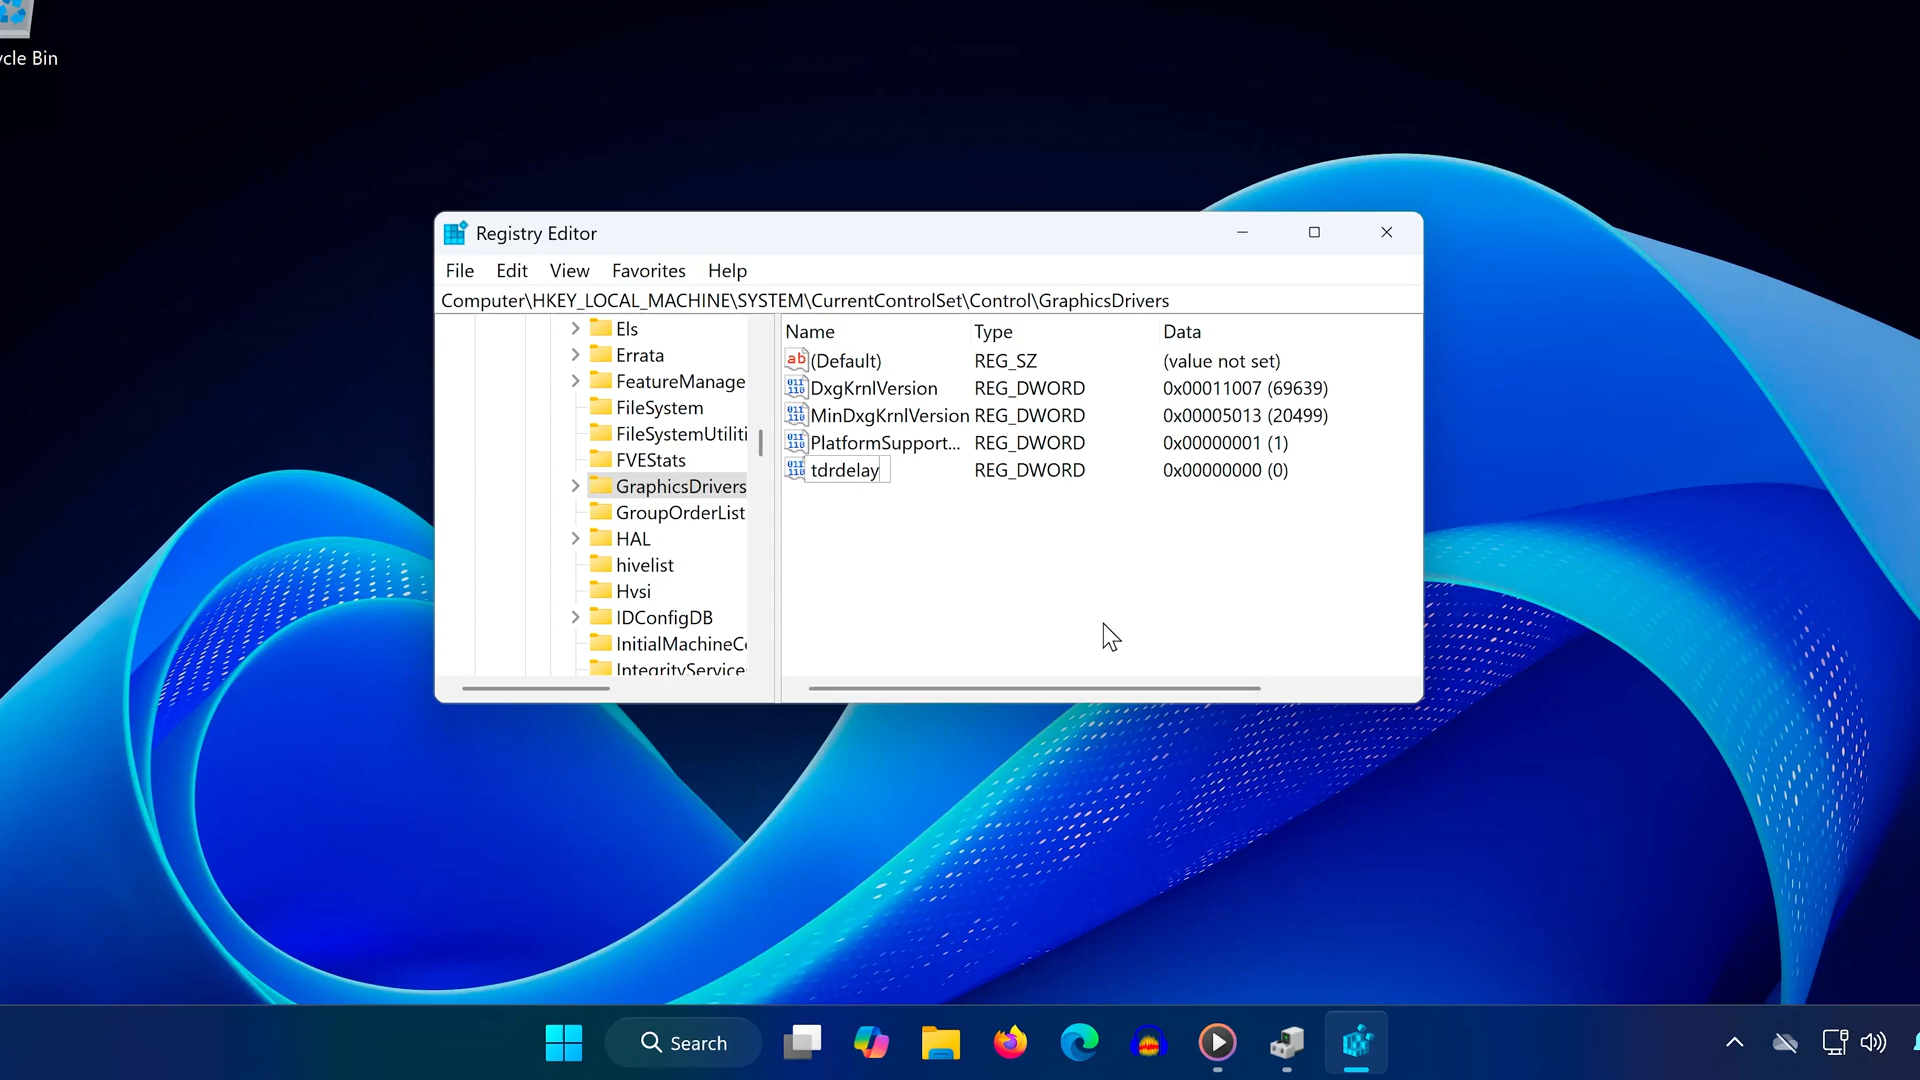 cle Bin
Registry Editor
File Edit View Favorites Help
Computer\HKEY_LOCAL_MACHINE\SYSTEM\CurrentControlSet\Control\GraphicsDrivers
Els
Errata
FeatureManage
FileSystem
FileSystemUtiliti
FVEStats
GraphicsDrivers
GroupOrderList
HAL
hivelist
Hvsi
IDConfigDB
InitialMachineCo
IntegrityService
Name Type Data
(Default) REG_SZ (value not set)
DxgKrnlVersion REG_DWORD 0x00011007 (69639)
MinDxgKrnlVersion REG_DWORD 0x00005013 (20499)
PlatformSupport... REG_DWORD 0x00000001 (1)
tdrdelay REG_DWORD 0x00000000 (0)
Search